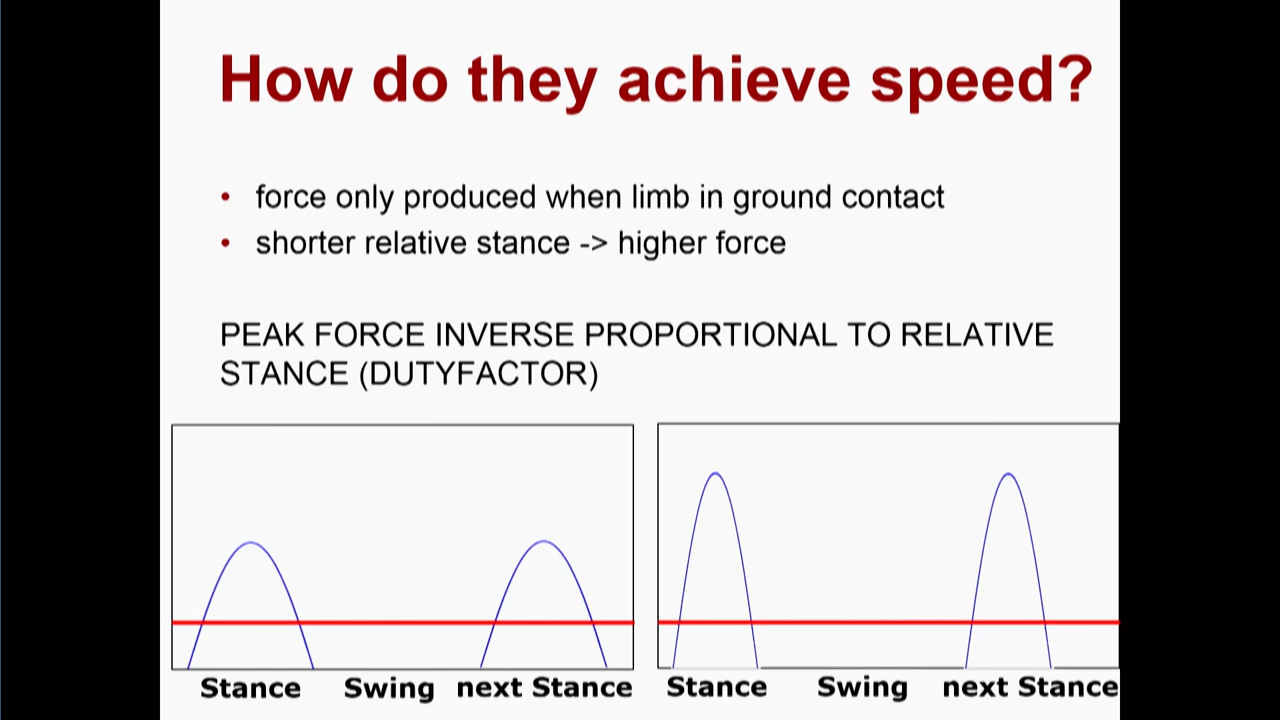 How do they achieve speed?
• force only produced when limb in ground contact
• shorter relative stance -> higher force
PEAK FORCE INVERSE PROPORTIONAL TO RELATIVE
STANCE (DUTYFACTOR)
Stance Swing next Stance Stance Swing next Stance